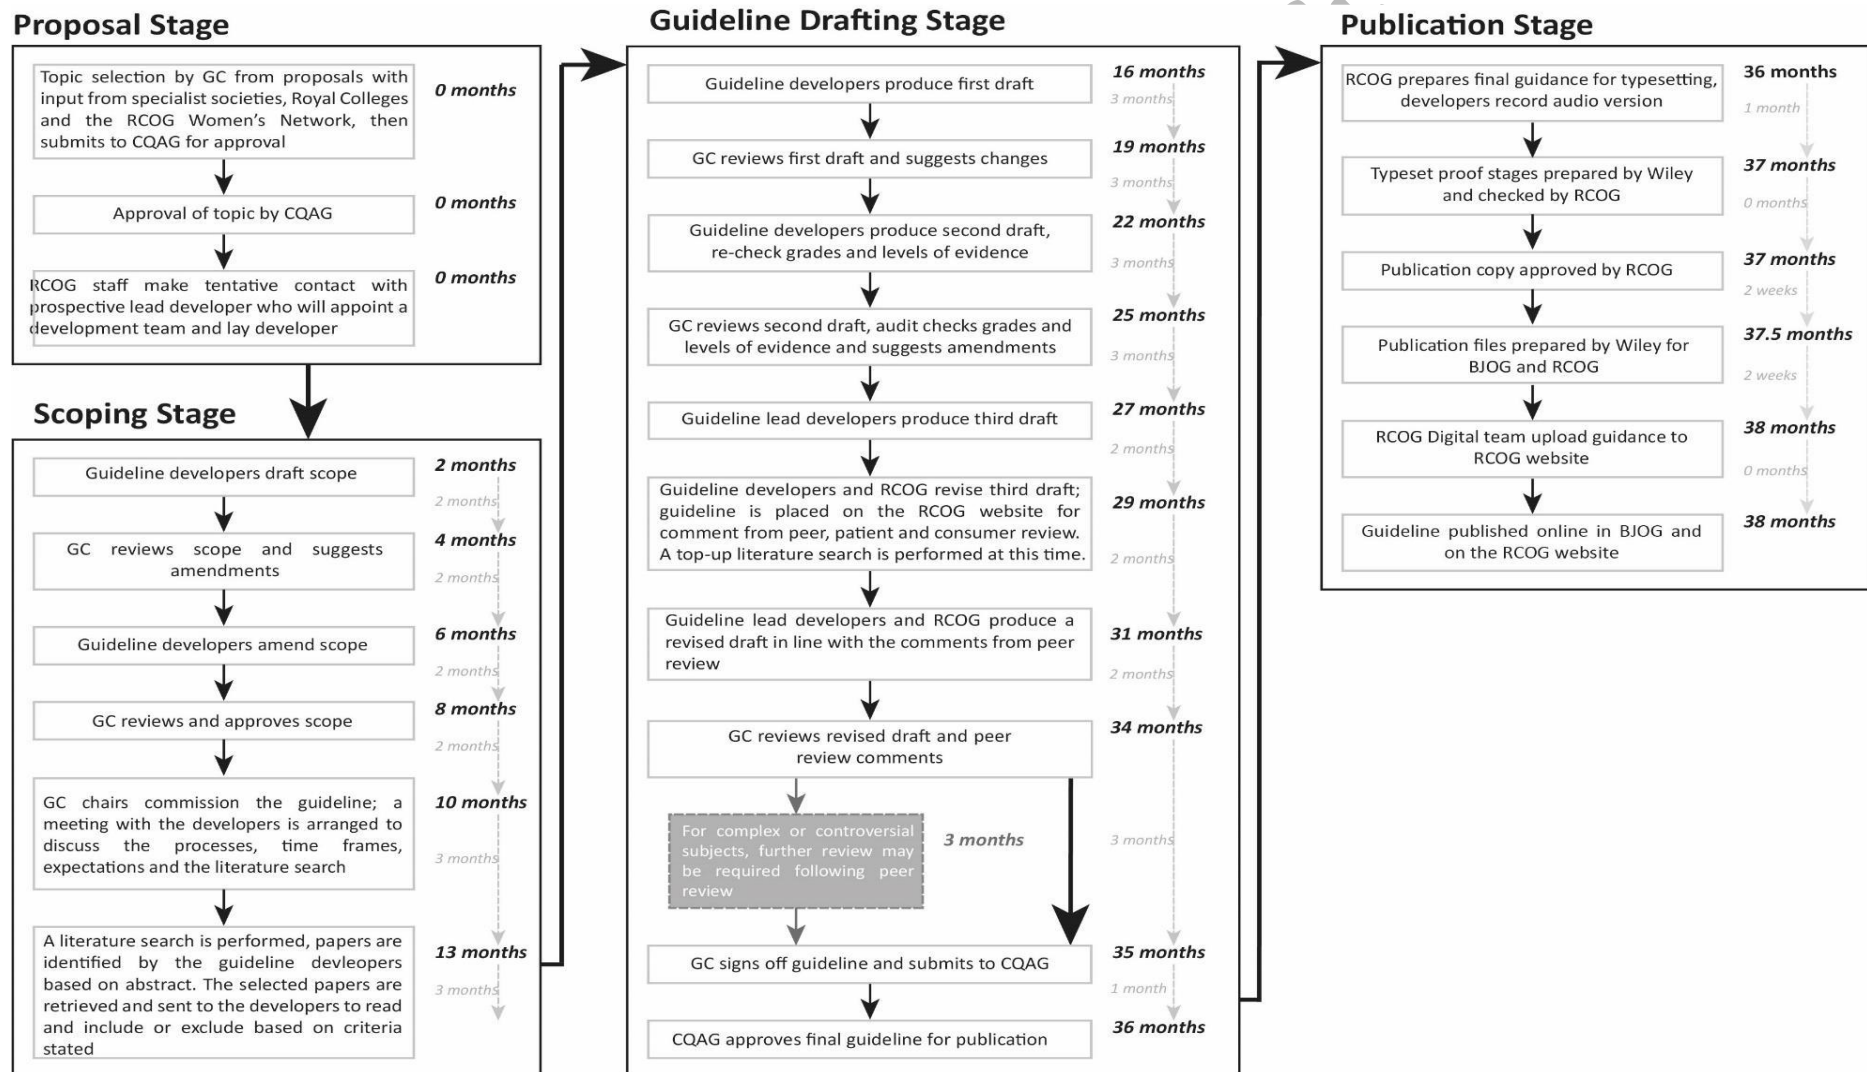 Proposal Stage
Topic selection by GC from proposals with
input from specialist societies, Royal Colleges
and the RCOG Women's Network, then
submits to CQAG for approval
0 months
Approval of topic by CQAG
0 months
RCOG staff make tentative contact with
prospective lead developer who will appoint a
development team and lay developer
0 months
Scoping Stage
Guideline developers draft scope
2 months
2 months
GC reviews scope and suggests
amendments
4 months
2 months
Guideline developers amend scope
6 months
2 months
GC reviews and approves scope
8 months
2 months
GC chairs commission the guideline; a
meeting with the developers is arranged to
discuss the processes, time frames,
expectations and the literature search
10 months
3 months
A literature search is performed, papers are
identified by the guideline devleopers
based on abstract. The selected papers are
retrieved and sent to the developers to read
and include or exclude based on criteria
stated
13 months
3 months
Guideline Drafting Stage
Guideline developers produce first draft
16 months
3 months
GC reviews first draft and suggests changes
19 months
3 months
Guideline developers produce second draft,
re-check grades and levels of evidence
22 months
3 months
GC reviews second draft, audit checks grades and
levels of evidence and suggests amendments
25 months
3 months
Guideline lead developers produce third draft
27 months
2 months
Guideline developers and RCOG revise third draft;
guideline is placed on the RCOG website for
comment from peer, patient and consumer review.
A top-up literature search is performed at this time.
29 months
2 months
Guideline lead developers and RCOG produce a
revised draft in line with the comments from peer
review
31 months
2 months
GC reviews revised draft and peer
review comments
34 months
For complex or controversial
subjects, further review may
be required following peer
review
3 months
3 months
GC signs off guideline and submits to CQAG
35 months
1 month
CQAG approves final guideline for publication
36 months
Publication Stage
RCOG prepares final guidance for typesetting,
developers record audio version
36 months
1 month
Typeset proof stages prepared by Wiley
and checked by RCOG
37 months
0 months
Publication copy approved by RCOG
37 months
2 weeks
Publication files prepared by Wiley for
BJOG and RCOG
37.5 months
2 weeks
RCOG Digital team upload guidance to
RCOG website
38 months
0 months
Guideline published online in BJOG and
on the RCOG website
38 months